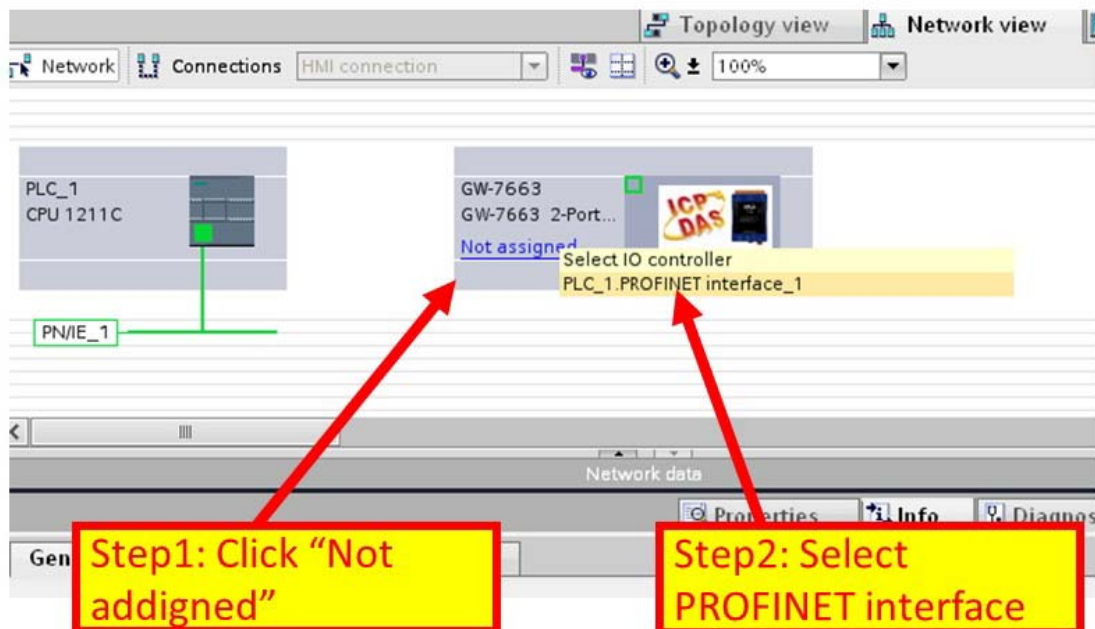 Topology view
Network view
Network
Connections
HMI connection
100%
PLC_1
CPU 1211C
GW-7663
GW-7663 2-Port...
Not assigned
ICP
DAS
Select IO controller
PLC_1.PROFINET interface_1
PN/IE_1
Network data
Properties
Info
Diagnos
Gen
Step1: Click “Not
addigned”
Step2: Select
PROFINET interface